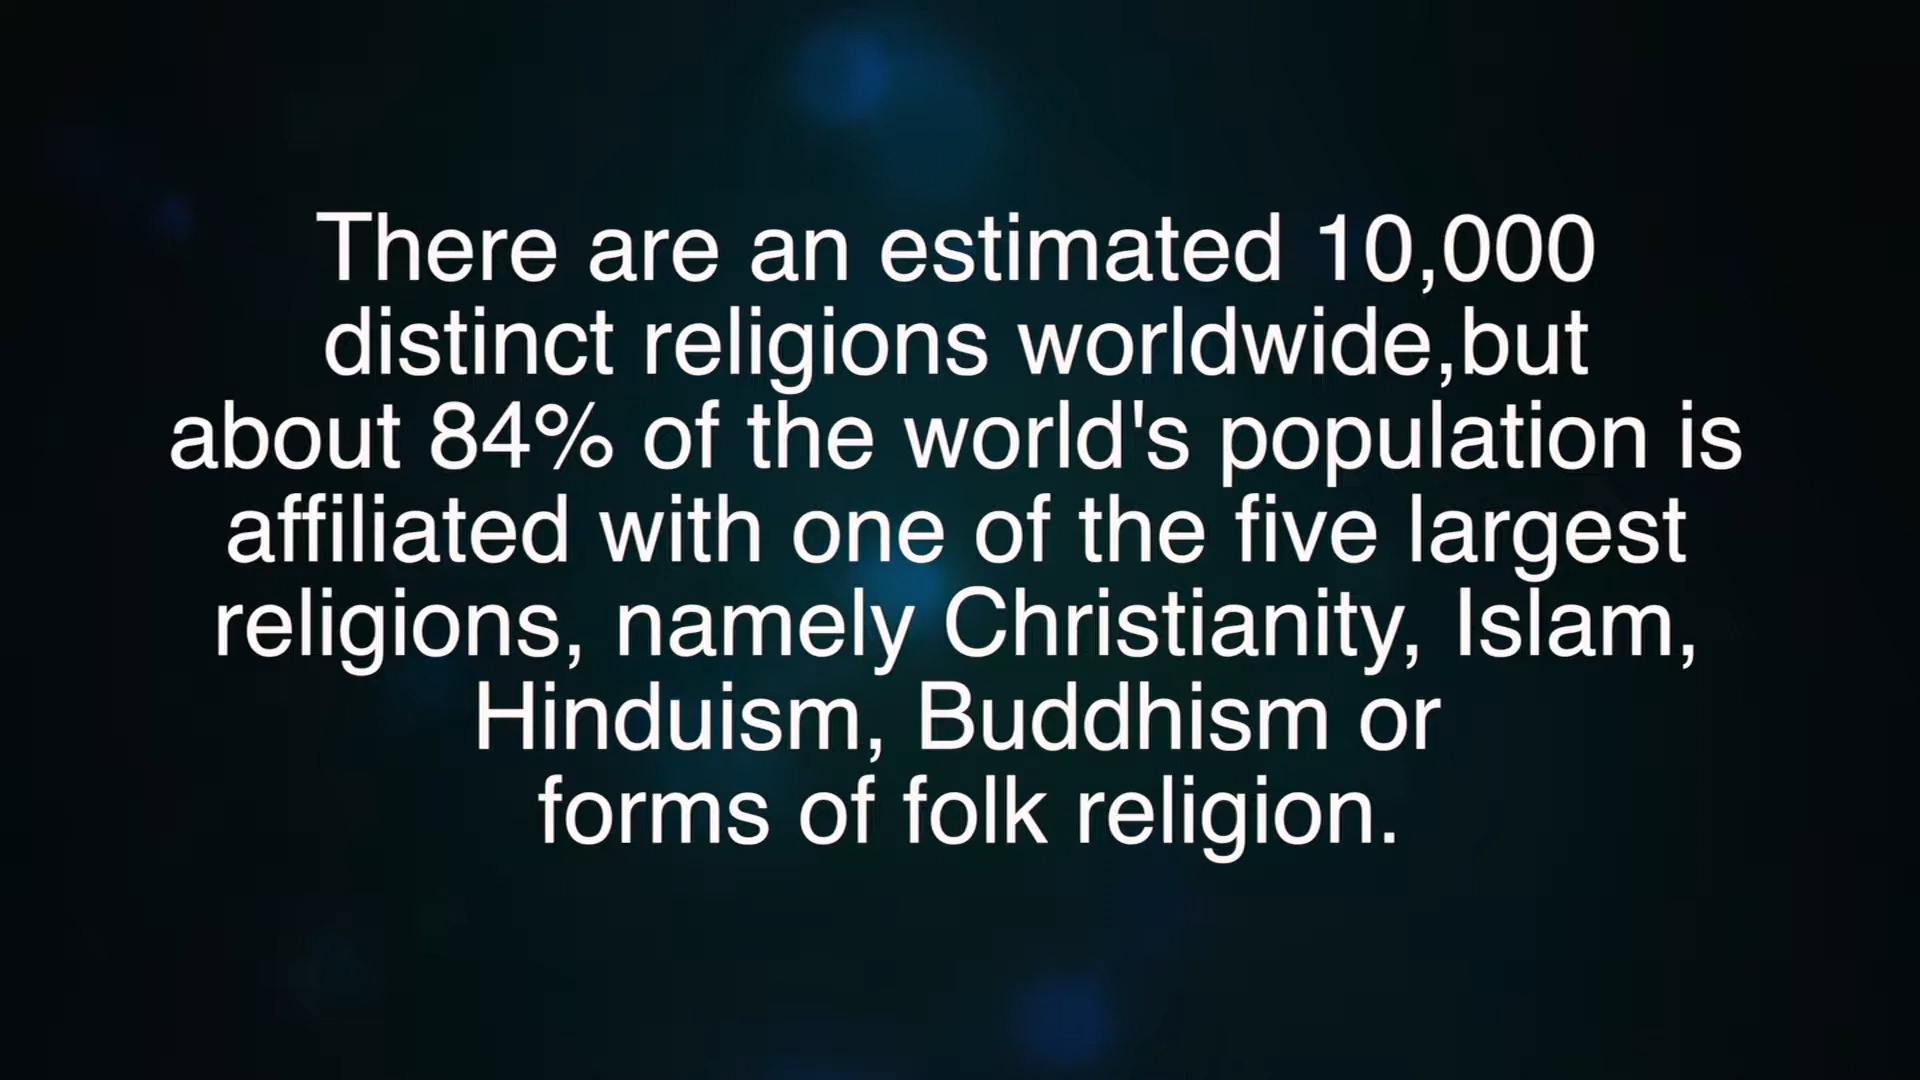 There are an estimated 10,000
distinct religions worldwide,but
about 84% of the world's population is
affiliated with one of the five largest
religions, namely Christianity, Islam,
Hinduism, Buddhism or
forms of folk religion.